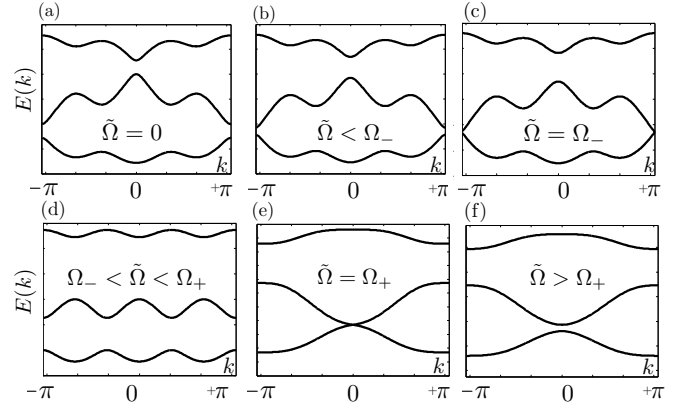 (a) (b) (c)
E(k)
Ω̃ = 0 Ω̃ < Ω₋ Ω̃ = Ω₋
k k k
−π 0 +π −π 0 +π −π 0 +π
(d) (e) (f)
E(k)
Ω₋ < Ω̃ < Ω₊ Ω̃ = Ω₊ Ω̃ > Ω₊
k k k
−π 0 +π −π 0 +π −π 0 +π